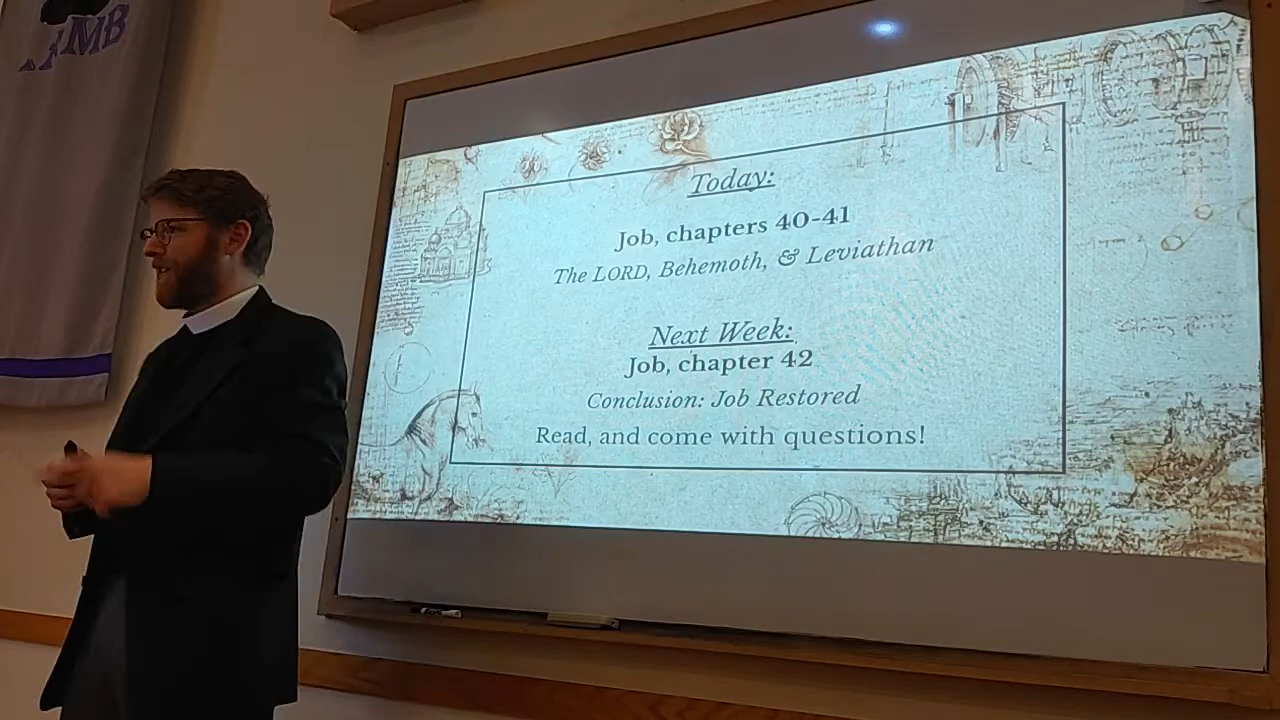 Today:
Job, chapters 40-41
The LORD, Behemoth, & Leviathan
Next Week:
Job, chapter 42
Conclusion: Job Restored
Read, and come with questions!